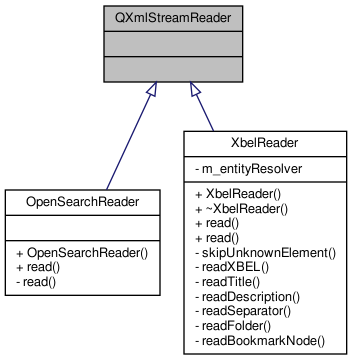 QXmlStreamReader
XbelReader
- m_entityResolver
+ XbelReader()
+ ~XbelReader()
+ read()
+ read()
- skipUnknownElement()
- readXBEL()
- readTitle()
- readDescription()
- readSeparator()
- readFolder()
- readBookmarkNode()
OpenSearchReader
+ OpenSearchReader()
+ read()
- read()